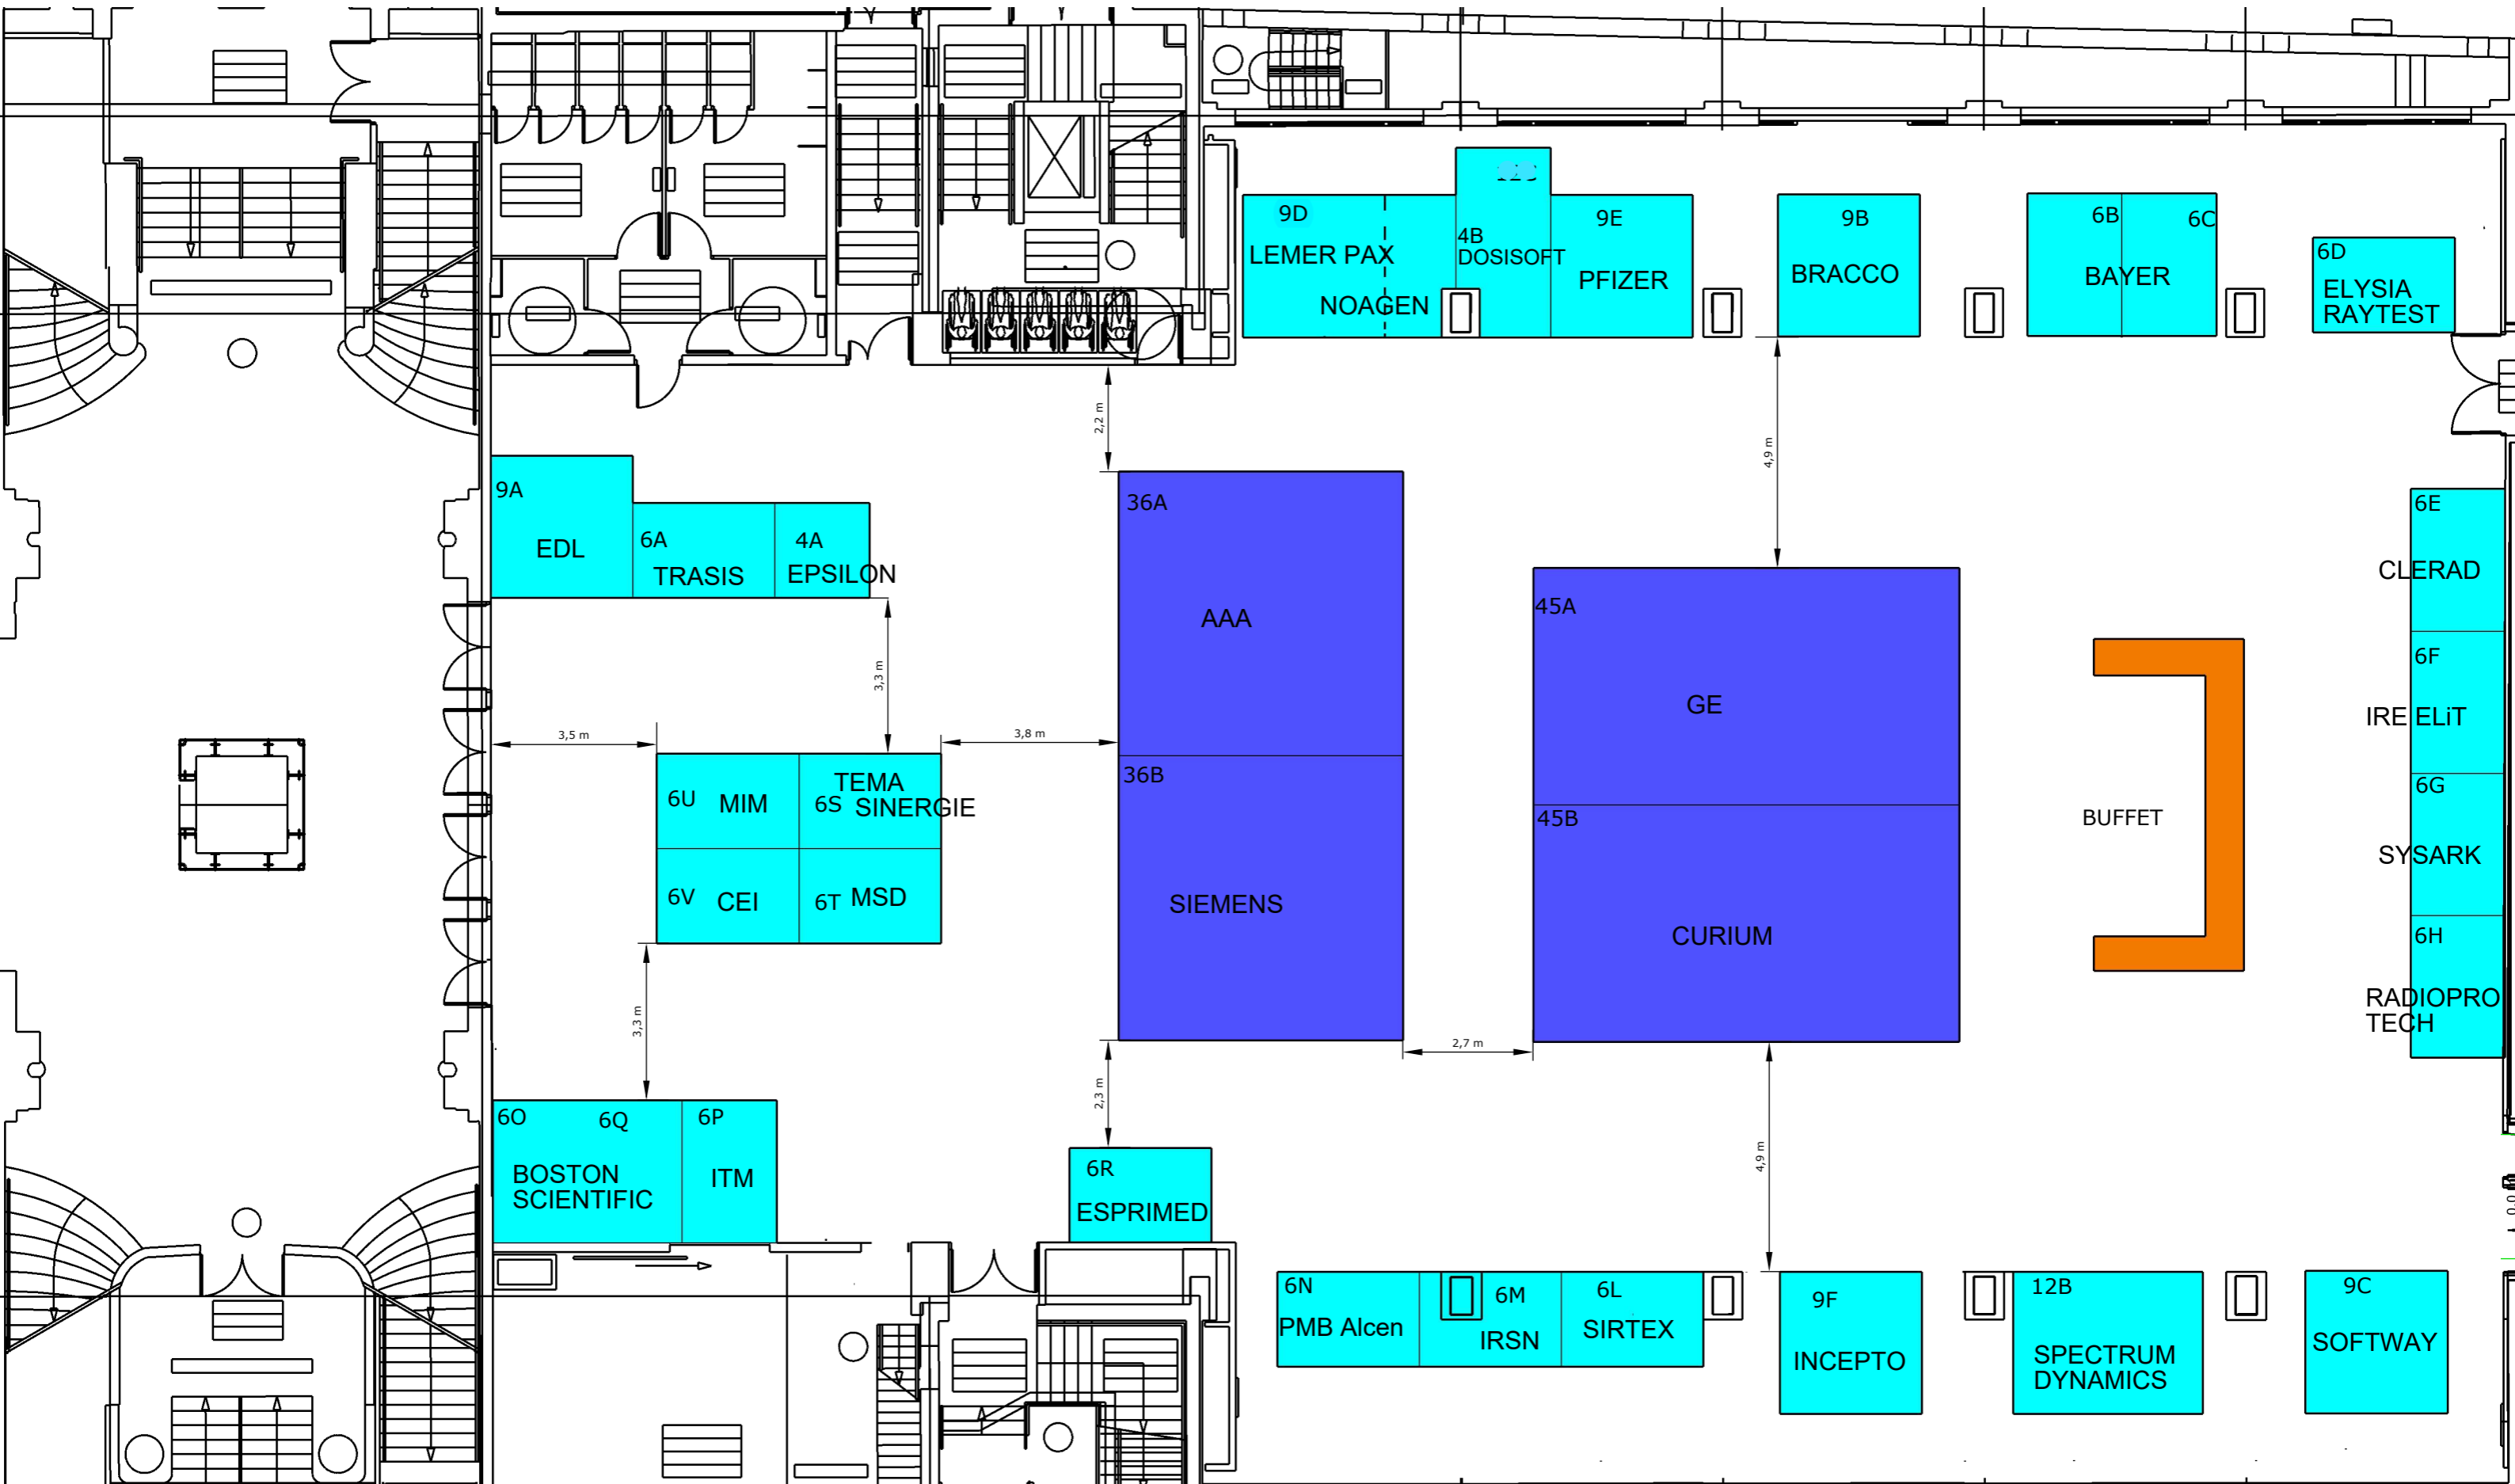 9D
LEMER PAX
NOAGEN
4B
DOSISOFT
9E
PFIZER
9B
BRACCO
6B
6C
BAYER
6D
ELYSIA
RAYTEST
2,2 m
4,9 m
9A
EDL
6A
TRASIS
4A
EPSILON
36A
AAA
45A
GE
6E
CLERAD
6F
IRE ELiT
6G
SYSARK
6H
RADIOPRO
TECH
3,3 m
3,5 m
3,8 m
6U
MIM
6S
TEMA
SINERGIE
6V
CEI
6T
MSD
36B
SIEMENS
45B
CURIUM
BUFFET
3,3 m
2,3 m
2,7 m
4,9 m
6O
6Q
BOSTON
SCIENTIFIC
6P
ITM
6R
ESPRIMED
6N
PMB Alcen
6M
IRSN
6L
SIRTEX
9F
INCEPTO
12B
SPECTRUM
DYNAMICS
9C
SOFTWAY